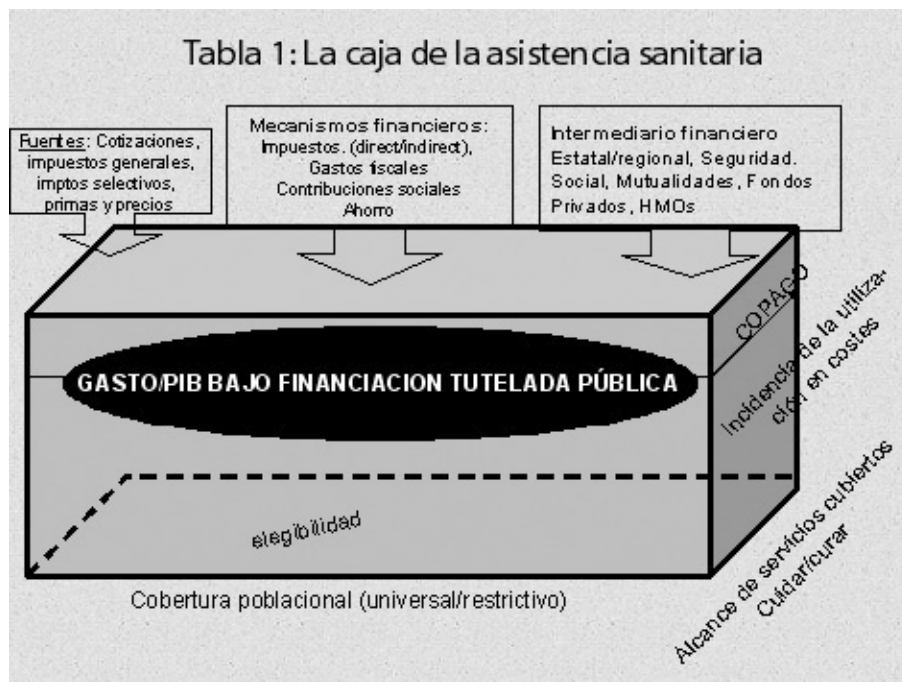 Tabla 1: La caja de la asistencia sanitaria
Fuentes: Cotizaciones,
impuestos generales,
imptos selectivos,
primas y precios
Mecanismos financieros:
Impuestos. (direct/indirect),
Gastos fiscales
Contribuciones sociales
Ahorro
Intermediario financiero
Estatal/regional, Seguridad.
Social, Mutualidades, Fondos
Privados, HMOs
COPAGO
Incidencia de la utiliza-
ción en costes
GASTO/PIB BAJO FINANCIACION TUTELADA PÚBLICA
elegibilidad
Cobertura poblacional (universal/restrictivo)
Alcance de servicios cubiertos
Cuidar/curar